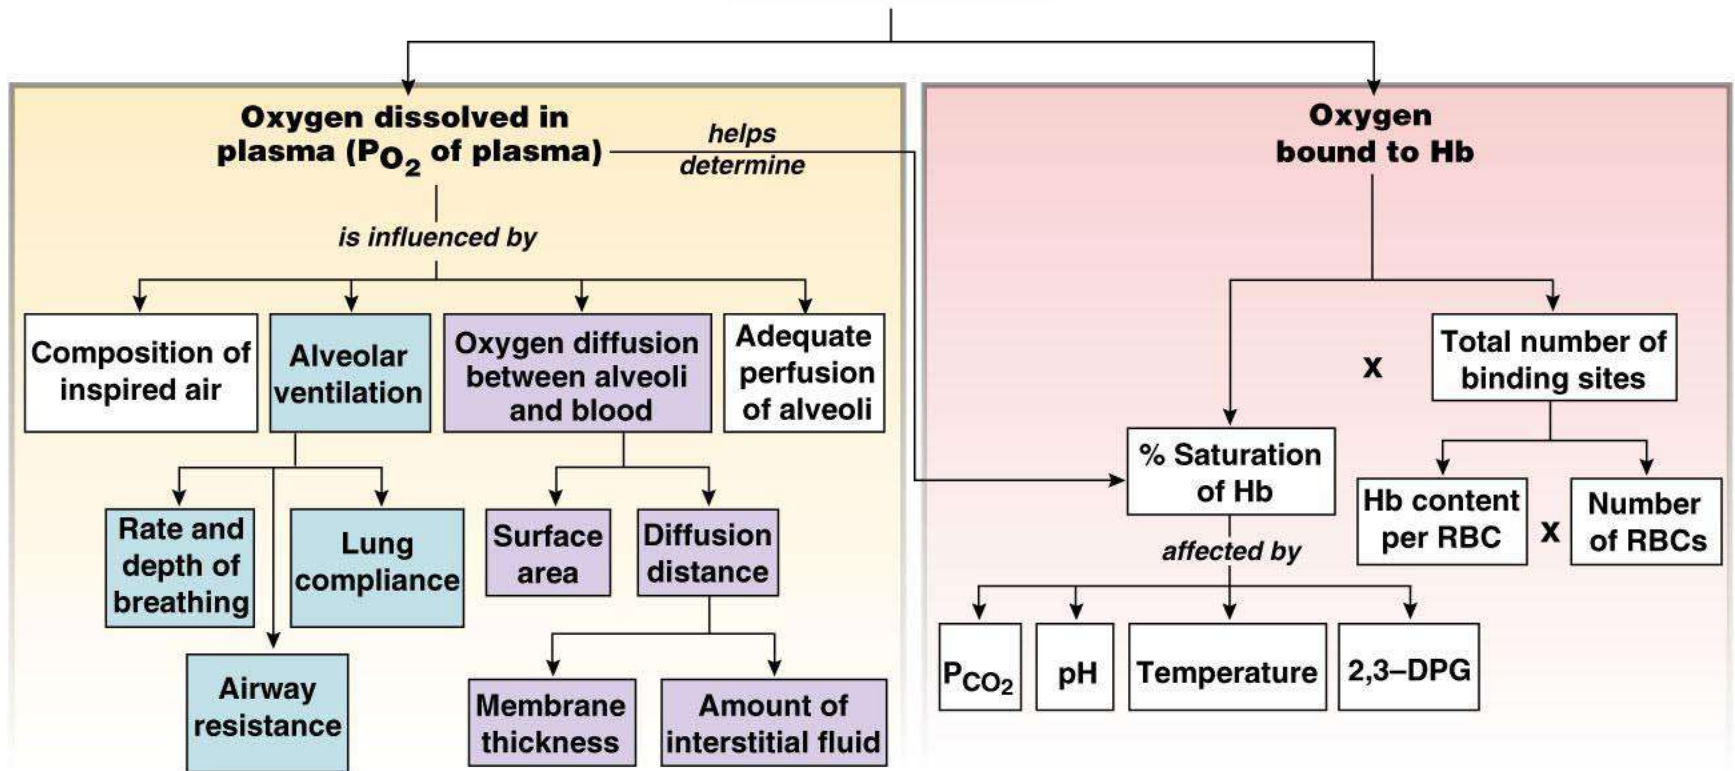 Oxygen dissolved in
plasma (PO2 of plasma)
helps
determine
is influenced by
Composition of
inspired air
Alveolar
ventilation
Oxygen diffusion
between alveoli
and blood
Adequate
perfusion
of alveoli
Rate and
depth of
breathing
Lung
compliance
Airway
resistance
Surface
area
Diffusion
distance
Membrane
thickness
Amount of
interstitial fluid
Oxygen
bound to Hb
x
Total number of
binding sites
% Saturation
of Hb
Hb content
per RBC
x
Number
of RBCs
affected by
PCO2
pH
Temperature
2,3–DPG